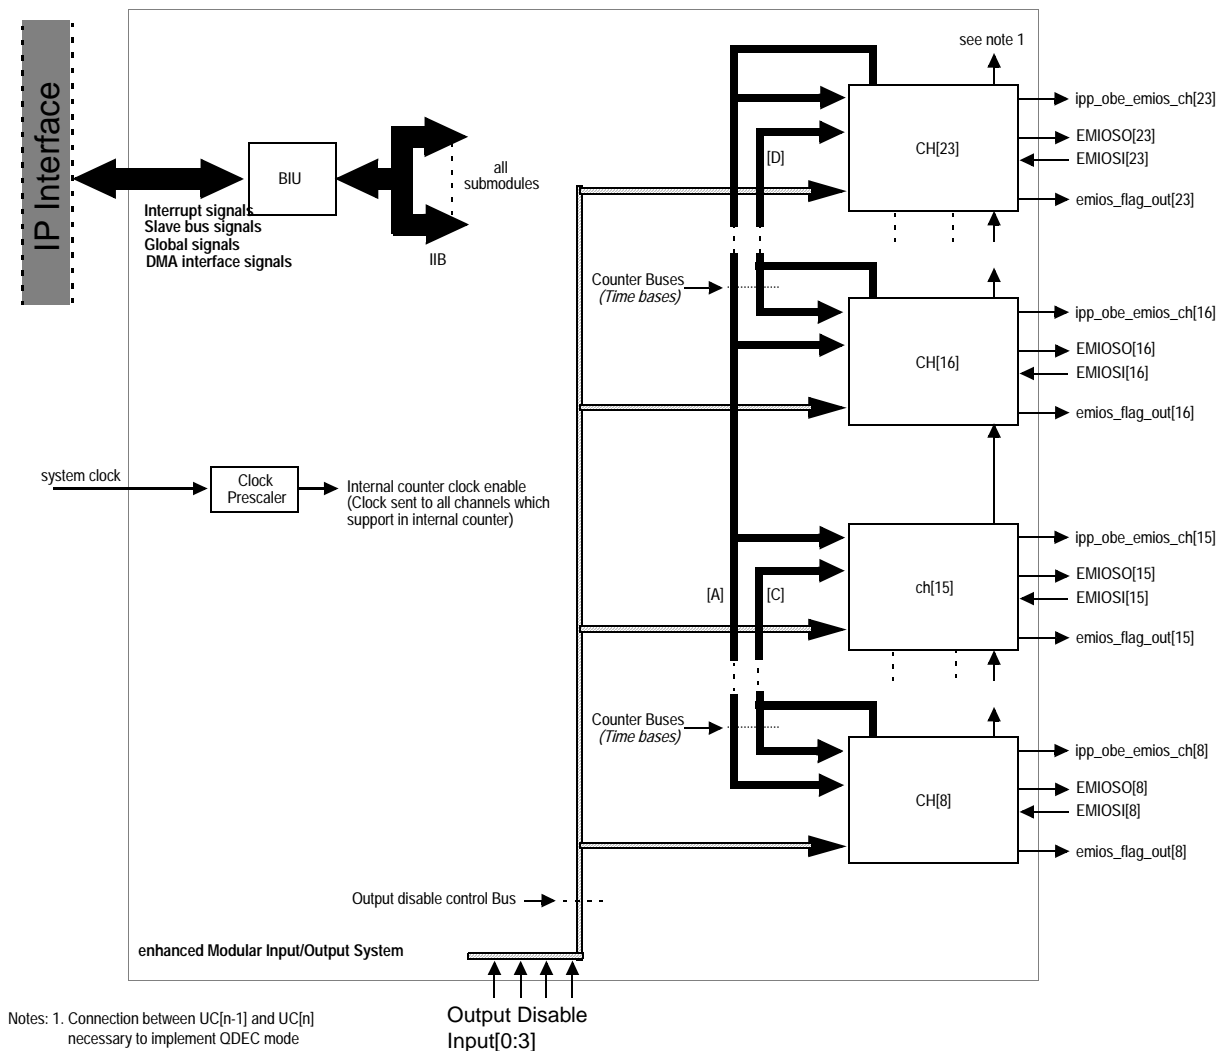 IP Interface
BIU
Interrupt signals
Slave bus signals
Global signals
DMA interface signals
all
submodules
IIB
see note 1
CH[23]
ipp_obe_emios_ch[23]
EMIOSO[23]
EMIOSI[23]
emios_flag_out[23]
[D]
Counter Buses
(Time bases)
CH[16]
ipp_obe_emios_ch[16]
EMIOSO[16]
EMIOSI[16]
emios_flag_out[16]
system clock
Clock
Prescaler
Internal counter clock enable
(Clock sent to all channels which
support in internal counter)
[A]
[C]
ch[15]
ipp_obe_emios_ch[15]
EMIOSO[15]
EMIOSI[15]
emios_flag_out[15]
Counter Buses
(Time bases)
CH[8]
ipp_obe_emios_ch[8]
EMIOSO[8]
EMIOSI[8]
emios_flag_out[8]
Output disable control Bus
enhanced Modular Input/Output System
Output Disable
Input[0:3]
Notes: 1. Connection between UC[n-1] and UC[n]
necessary to implement QDEC mode